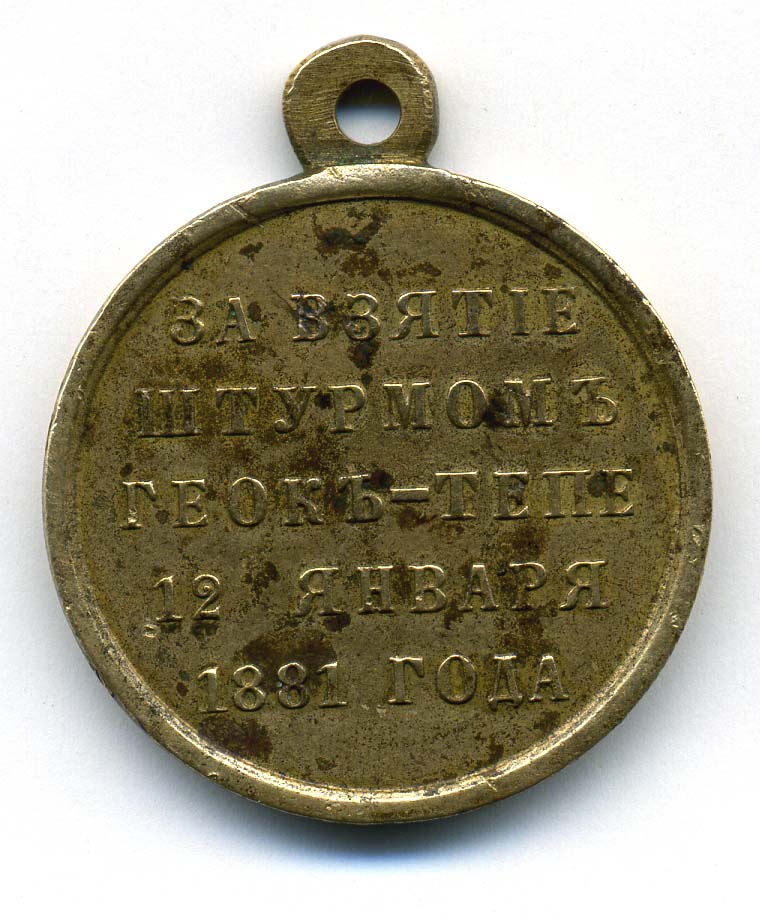 ЗА ВЗЯТІЕ
ШТУРМОМЪ
ГЕОКЪ-ТЕПЕ
12 ЯНВАРЯ
1881 ГОДА